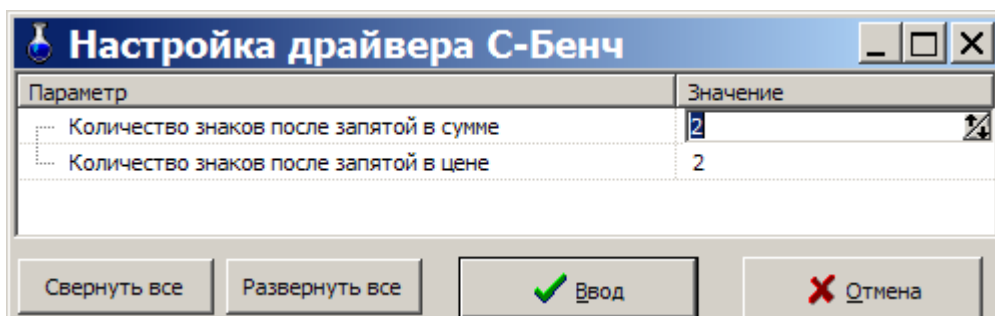 Настройка драйвера С-Бенч
Параметр Значение
Количество знаков после запятой в сумме 2
Количество знаков после запятой в цене 2
Свернуть все Развернуть все Ввод Отмена